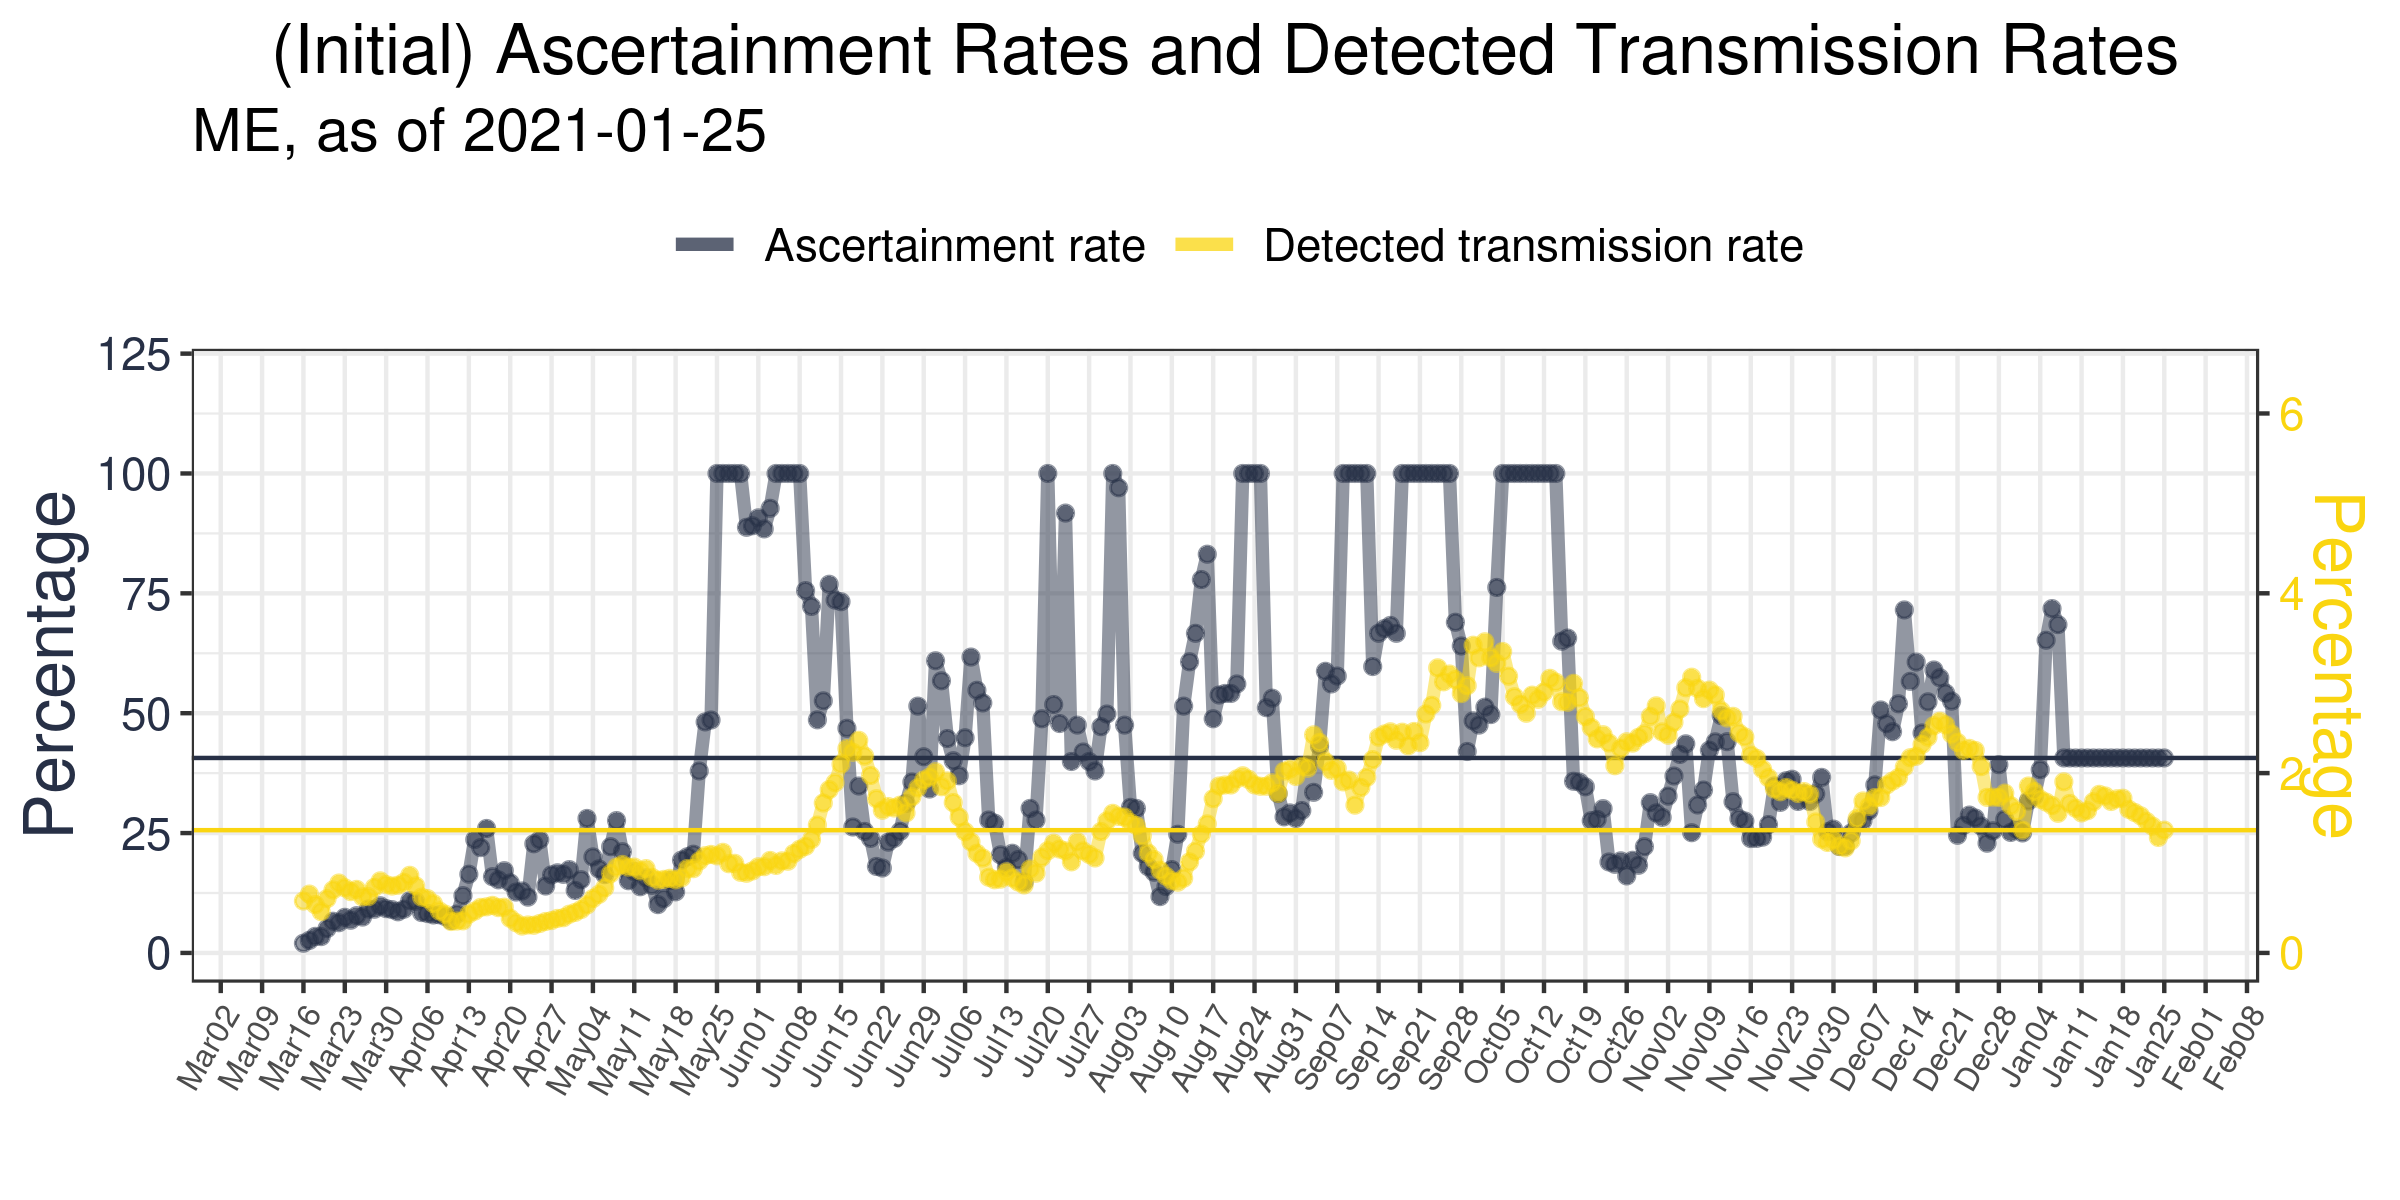 (Initial) Ascertainment Rates and Detected Transmission Rates
ME, as of 2021-01-25
Ascertainment rate
Detected transmission rate
Percentage
125
100
75
50
25
0
6
4
2
0
Percentage
Mar02
Mar09
Mar16
Mar23
Mar30
Apr06
Apr13
Apr20
Apr27
May04
May11
May18
May25
Jun01
Jun08
Jun15
Jun22
Jun29
Jul06
Jul13
Jul20
Jul27
Aug03
Aug10
Aug17
Aug24
Aug31
Sep07
Sep14
Sep21
Sep28
Oct05
Oct12
Oct19
Oct26
Nov02
Nov09
Nov16
Nov23
Nov30
Dec07
Dec14
Dec21
Dec28
Jan04
Jan11
Jan18
Jan25
Feb01
Feb08